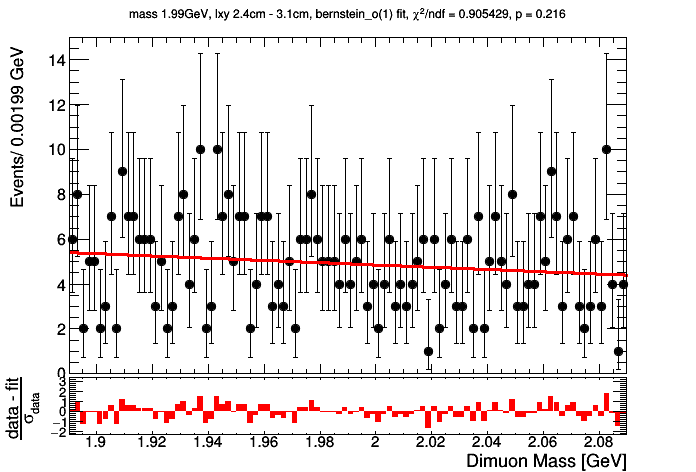 mass 1.99GeV, lxy 2.4cm - 3.1cm, bernstein_o(1) fit, χ²/ndf = 0.905429, p = 0.216
Events/ 0.00199 GeV
14
12
10
8
6
4
2
0
data - fit
σdata
3
2
1
0
−1
−2
1.9 1.92 1.94 1.96 1.98 2 2.02 2.04 2.06 2.08
Dimuon Mass [GeV]